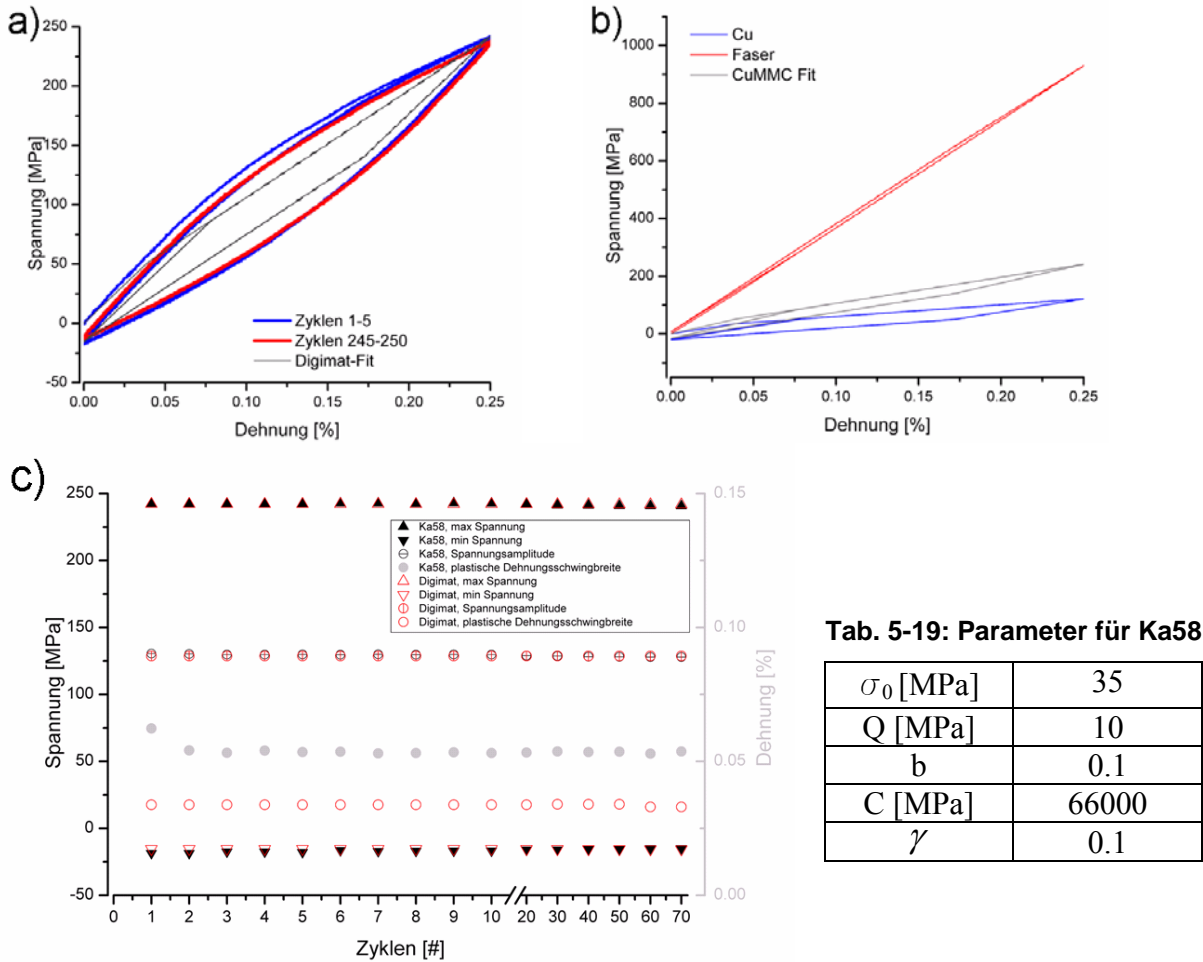 a)
250
200
150
100
50
0
-50
Spannung [MPa]
Zyklen 1-5
Zyklen 245-250
Digimat-Fit
0.00 0.05 0.10 0.15 0.20 0.25
Dehnung [%]
b)
1000
800
600
400
200
0
Spannung [MPa]
Cu
Faser
CuMMC Fit
0.00 0.05 0.10 0.15 0.20 0.25
Dehnung [%]
c)
250
200
150
100
50
0
-50
Spannung [MPa]
Ka58, max Spannung
Ka58, min Spannung
Ka58, Spannungsamplitude
Ka58, plastische Dehnungsschwingbreite
Digimat, max Spannung
Digimat, min Spannung
Digimat, Spannungsamplitude
Digimat, plastische Dehnungsschwingbreite
0.15
0.10
0.05
0.00
Dehnung [%]
0 1 2 3 4 5 6 7 8 9 10 20 30 40 50 60 70
Zyklen [#]
Tab. 5-19: Parameter für Ka58
σ0 [MPa] 35
Q [MPa] 10
b 0.1
C [MPa] 66000
γ 0.1